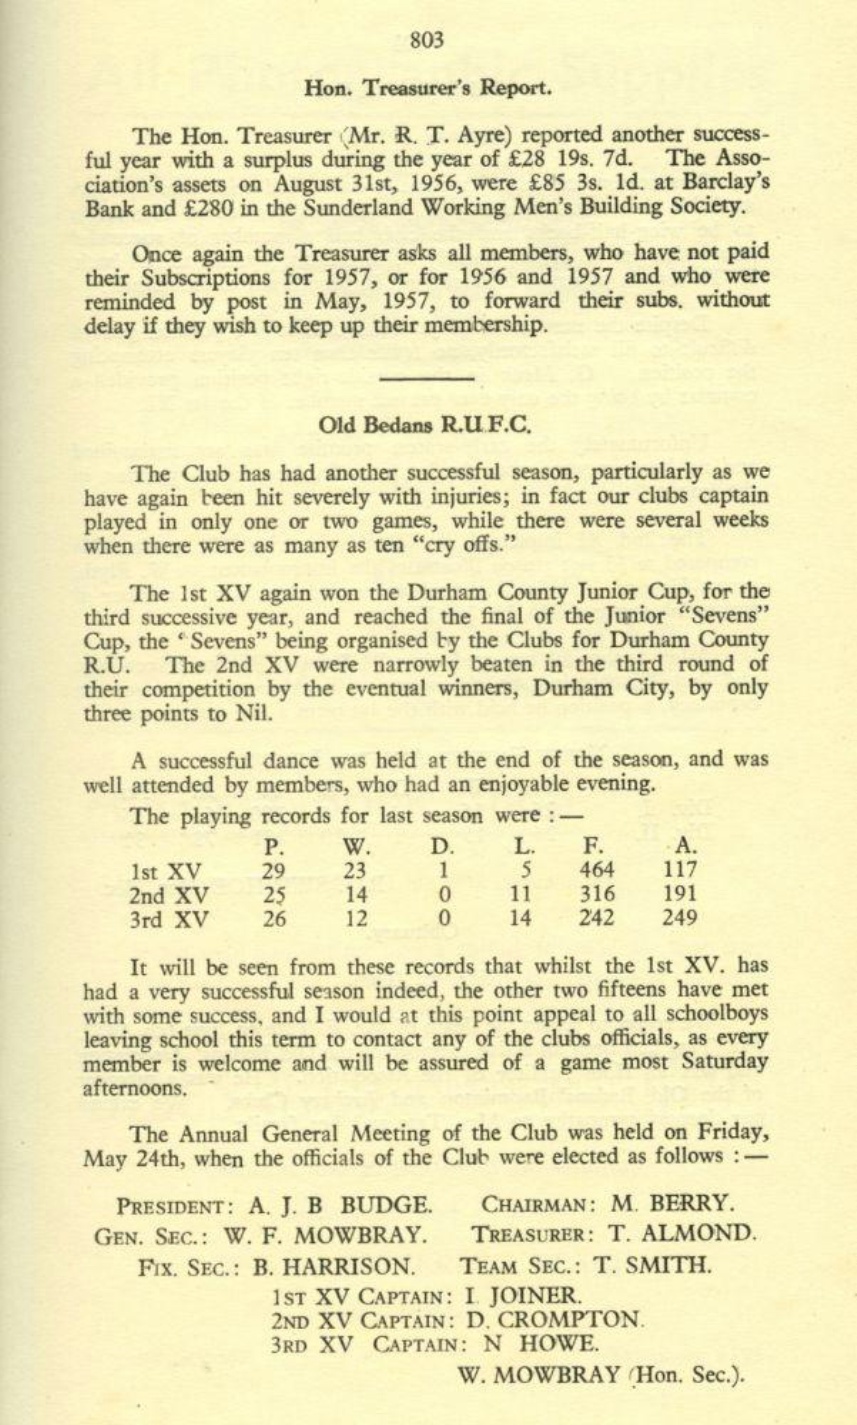 803
Hon. Treasurer's Report.
The Hon. Treasurer (Mr. R. T. Ayre) reported another success-
ful year with a surplus during the year of £28 19s. 7d. The Asso-
ciation's assets on August 31st, 1956, were £85 3s. 1d. at Barclay's
Bank and £280 in the Sunderland Working Men's Building Society.
Once again the Treasurer asks all members, who have not paid
their Subscriptions for 1957, or for 1956 and 1957 and who were
reminded by post in May, 1957, to forward their subs. without
delay if they wish to keep up their membership.
Old Bedans R.U.F.C.
The Club has had another successful season, particularly as we
have again been hit severely with injuries; in fact our clubs captain
played in only one or two games, while there were several weeks
when there were as many as ten "cry offs."
The 1st XV again won the Durham County Junior Cup, for the
third successive year, and reached the final of the Junior "Sevens"
Cup, the ‘ Sevens" being organised by the Clubs for Durham County
R.U. The 2nd XV were narrowly beaten in the third round of
their competition by the eventual winners, Durham City, by only
three points to Nil.
A successful dance was held at the end of the season, and was
well attended by members, who had an enjoyable evening.
The playing records for last season were :—
P. W. D. L. F. A.
1st XV 29 23 1 5 464 117
2nd XV 25 14 0 11 316 191
3rd XV 26 12 0 14 242 249
It will be seen from these records that whilst the 1st XV. has
had a very successful season indeed, the other two fifteens have met
with some success, and I would at this point appeal to all schoolboys
leaving school this term to contact any of the clubs officials, as every
member is welcome and will be assured of a game most Saturday
afternoons.
The Annual General Meeting of the Club was held on Friday,
May 24th, when the officials of the Club were elected as follows :—
PRESIDENT: A. J. B BUDGE. CHAIRMAN: M. BERRY.
GEN. SEC.: W. F. MOWBRAY. TREASURER: T. ALMOND.
FIX. SEC.: B. HARRISON. TEAM SEC.: T. SMITH.
1ST XV CAPTAIN: I. JOINER.
2ND XV CAPTAIN: D. CROMPTON.
3RD XV CAPTAIN: N HOWE.
W. MOWBRAY (Hon. Sec.).